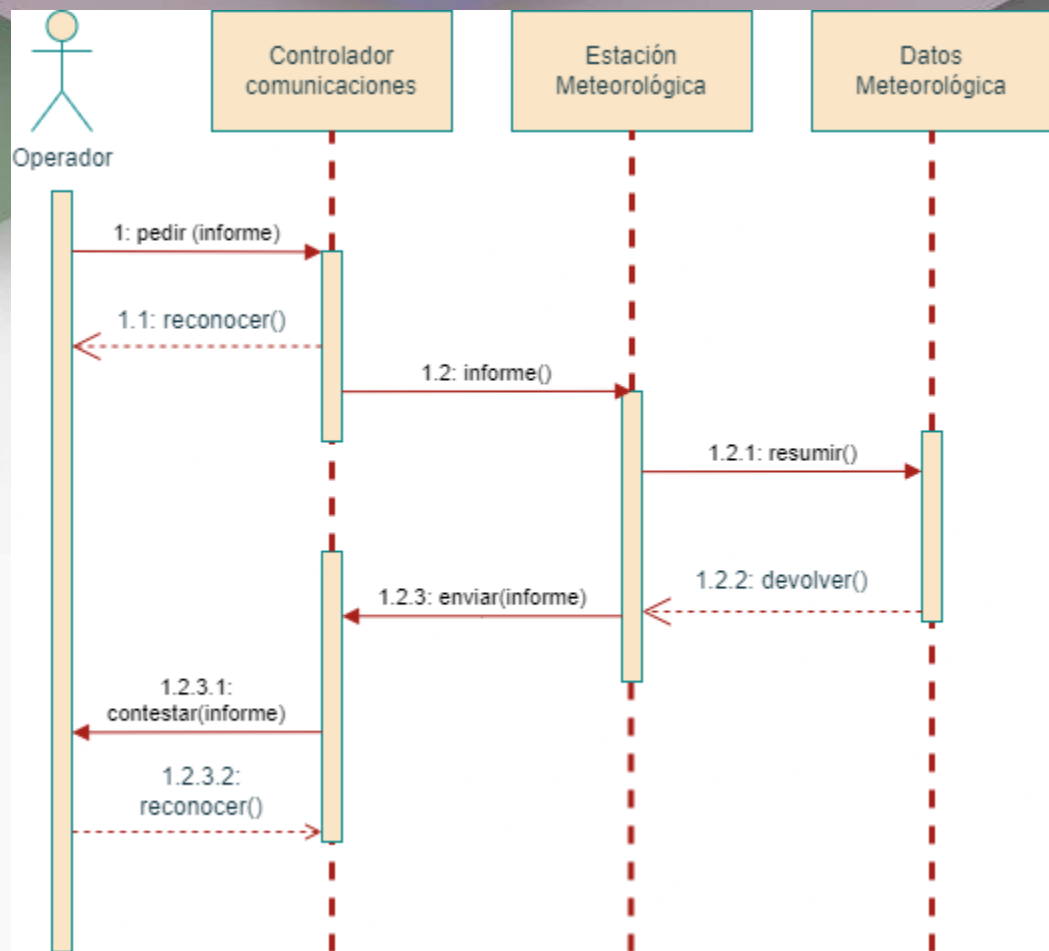 Controlador
comunicaciones
Estación
Meteorológica
Datos
Meteorológica
Operador
1: pedir (informe)
1.1: reconocer()
1.2: informe()
1.2.1: resumir()
1.2.2: devolver()
1.2.3: enviar(informe)
1.2.3.1:
contestar(informe)
1.2.3.2:
reconocer()